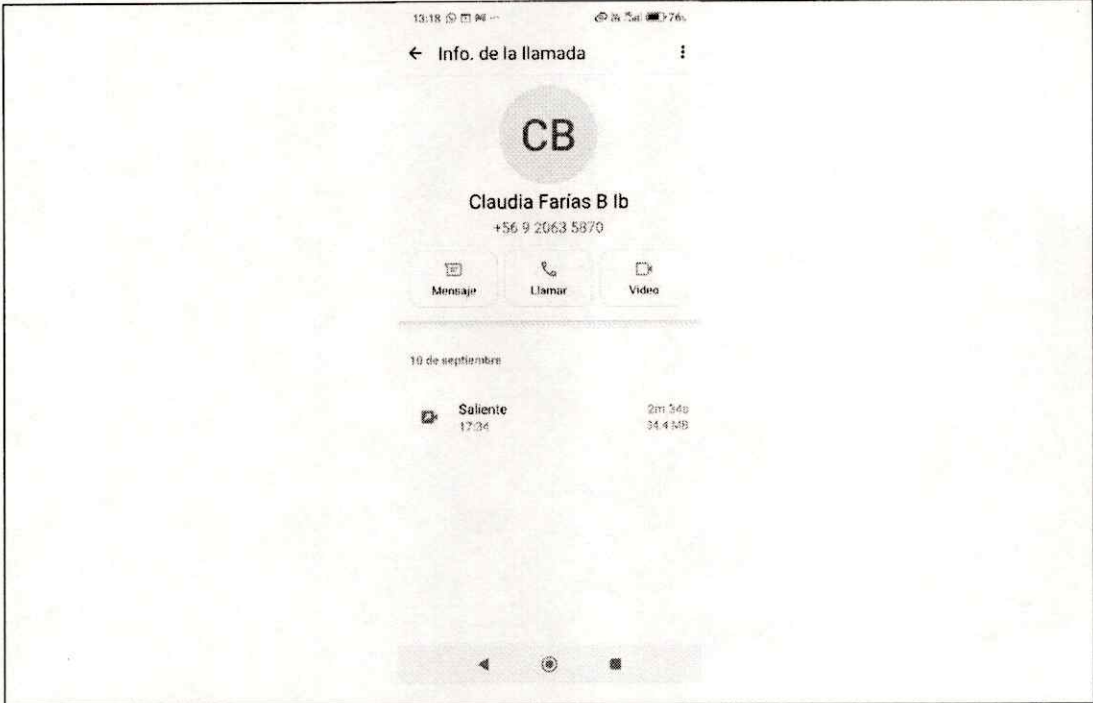 13:18
76%
Info. de la llamada
CB
Claudia Farías B Ib
+56 9 2063 5870
Mensaje Llamar Video
10 de septiembre
Saliente 2m 34s
17:34 34.4 MB